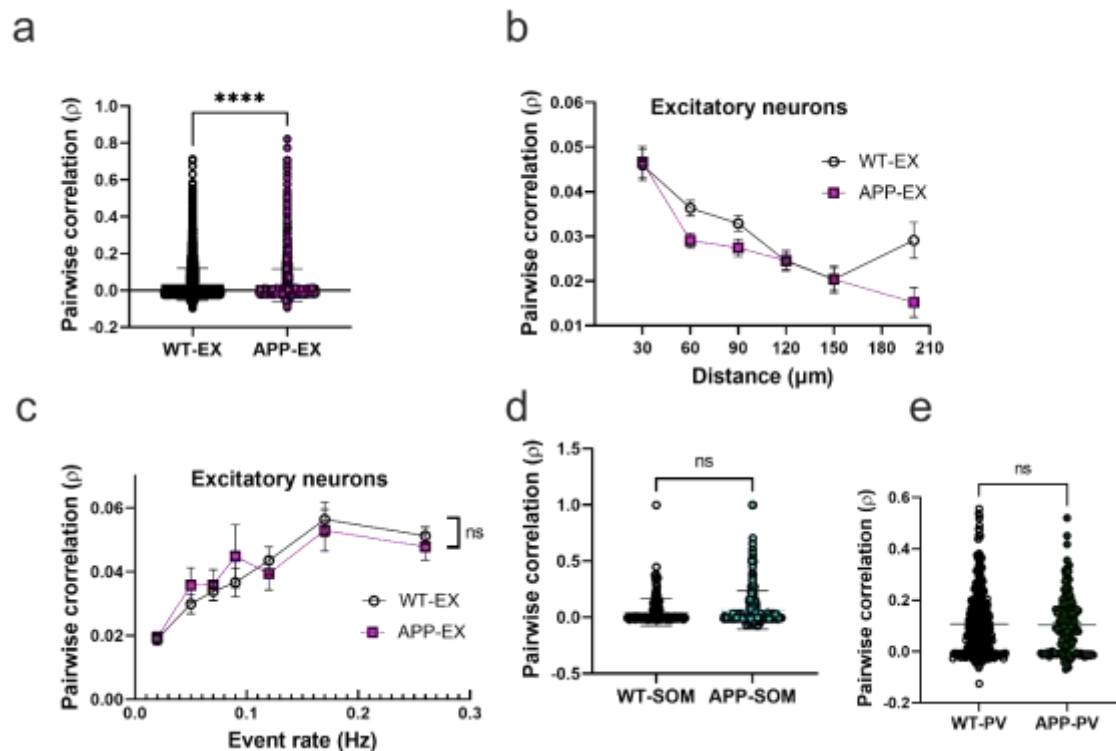 a
Pairwise correlation (ρ)
1.0
0.8
0.6
0.4
0.2
0.0
-0.2
****
WT-EX APP-EX
b
Pairwise crorrelation (ρ)
0.06
0.05
0.04
0.03
0.02
0.01
Excitatory neurons
WT-EX
APP-EX
30 60 90 120 150 180 210
Distance (µm)
c
Pairwise crorrelation (ρ)
0.06
0.04
0.02
0.00
Excitatory neurons
ns
WT-EX
APP-EX
0.0 0.1 0.2 0.3
Event rate (Hz)
d
Pairwise correlation (ρ)
1.5
1.0
0.5
0.0
-0.5
ns
WT-SOM APP-SOM
e
Pairwise correlation (ρ)
0.6
0.4
0.2
0.0
-0.2
ns
WT-PV APP-PV